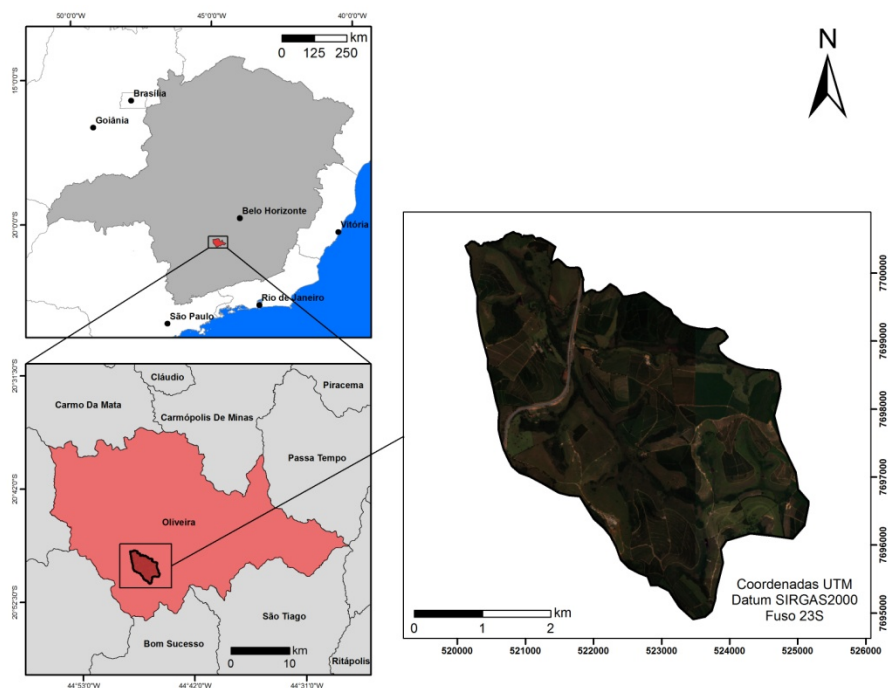 50°0'0"W
45°0'0"W
40°0'0"W
km
0 125 250
N
15°0'0"S
Brasília
Goiânia
20°0'0"S
Belo Horizonte
Vitória
Rio de Janeiro
São Paulo
20°31'30"S
Cláudio
Piracema
Carmo Da Mata
Carmópolis De Minas
Passa Tempo
20°42'0"S
Oliveira
20°52'30"S
São Tiago
Bom Sucesso
km
0 10
Ritápolis
44°53'0"W
44°42'0"W
44°31'0"W
7700000
7699000
7698000
7697000
7696000
7695000
Coordenadas UTM
Datum SIRGAS2000
Fuso 23S
km
0 1 2
520000 521000 522000 523000 524000 525000 526000